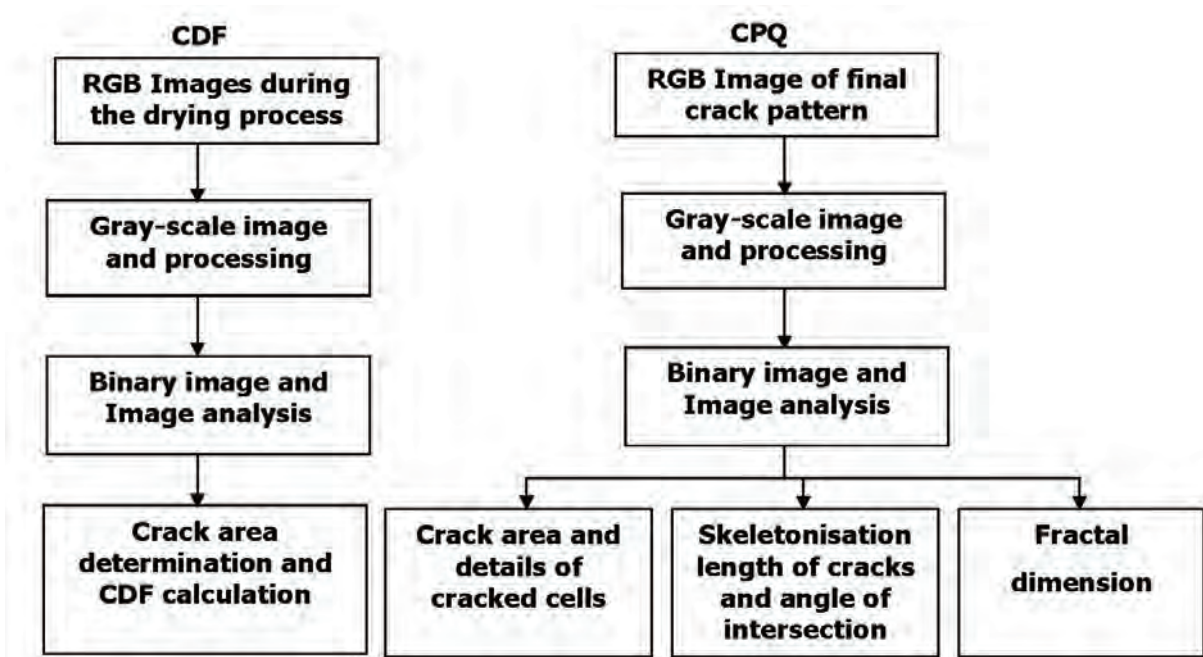 CDF
RGB Images during
the drying process
Gray-scale image
and processing
Binary image and
Image analysis
Crack area
determination and
CDF calculation
CPQ
RGB Image of final
crack pattern
Gray-scale image
and processing
Binary image and
Image analysis
Crack area and
details of
cracked cells
Skeletonisation
length of cracks
and angle of
intersection
Fractal
dimension